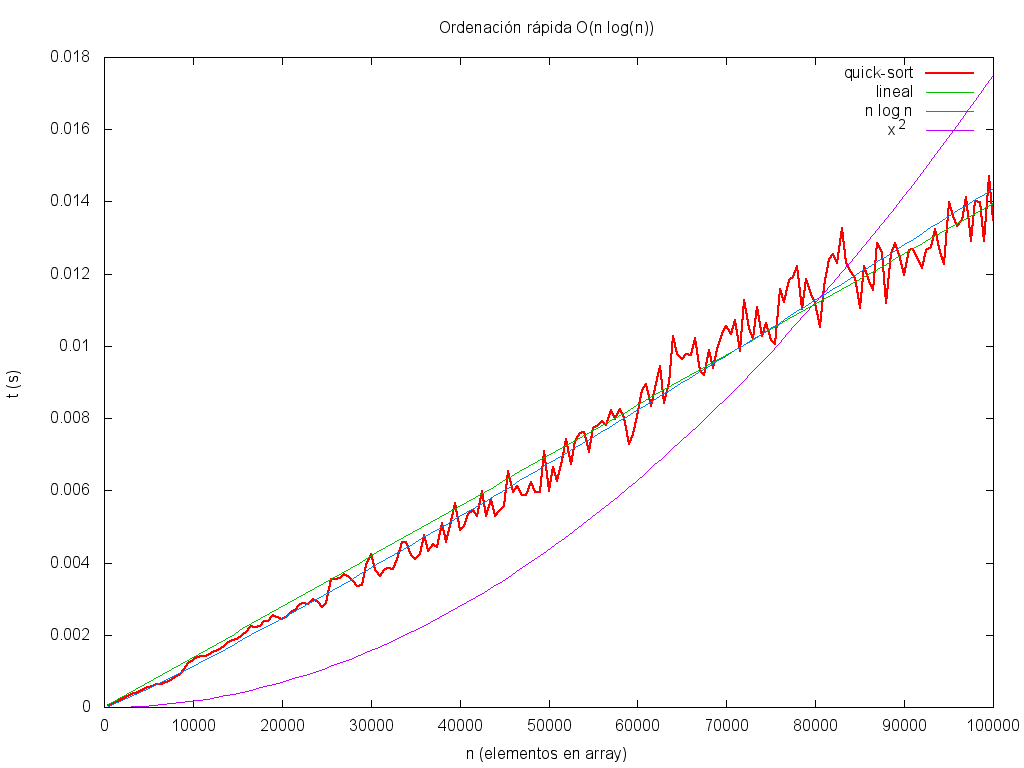 Ordenación rápida O(n log(n))
0.018
0.016
0.014
0.012
0.01
0.008
0.006
0.004
0.002
0
t (s)
quick-sort
lineal
n log n
x^2
0 10000 20000 30000 40000 50000 60000 70000 80000 90000 100000
n (elementos en array)